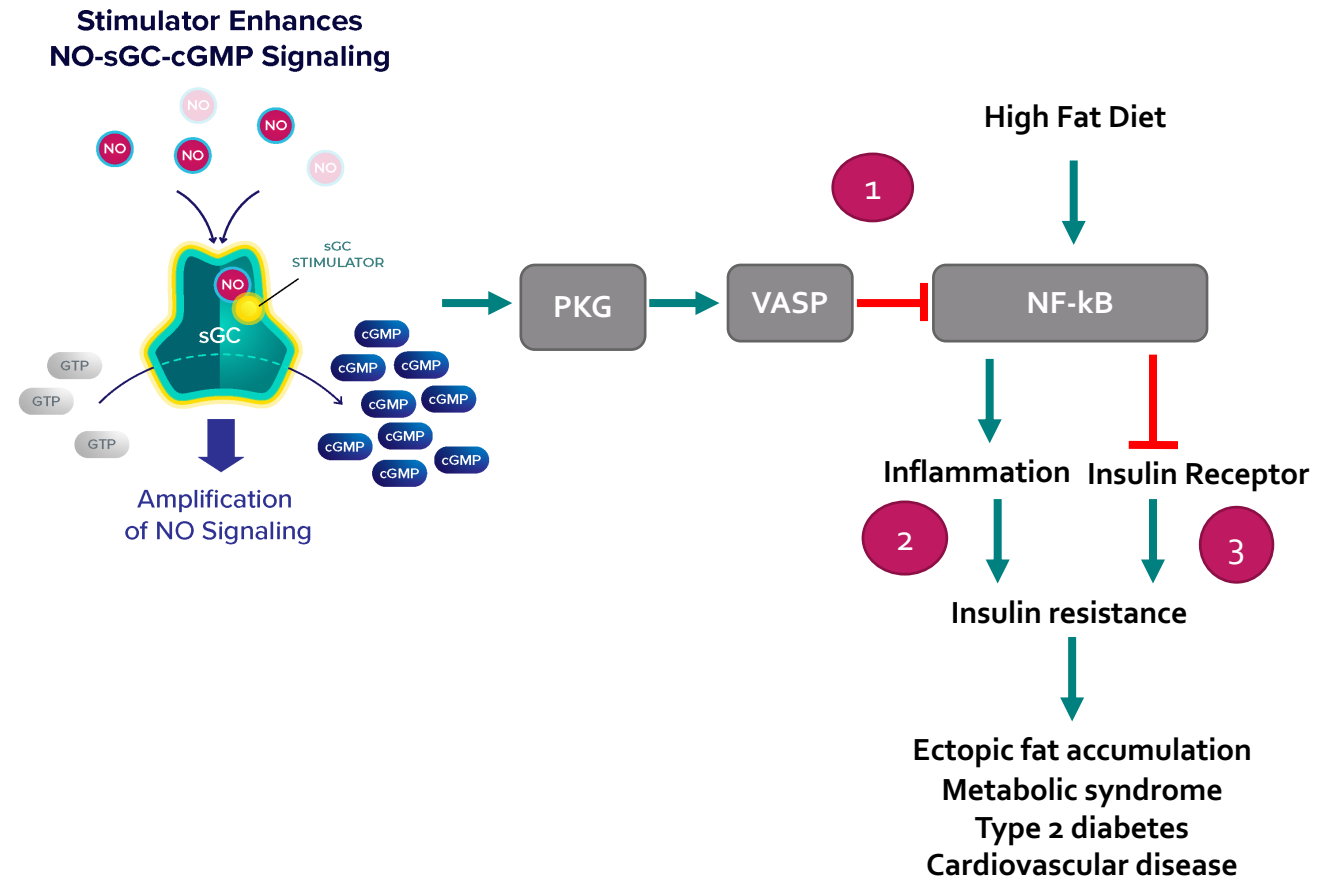 Stimulator Enhances
NO-sGC-cGMP Signaling
NO
NO
NO
NO
NO
sGC
STIMULATOR
NO
sGC
GTP
GTP
GTP
cGMP
cGMP
cGMP
cGMP
cGMP
cGMP
cGMP
cGMP
cGMP
Amplification
of NO Signaling
PKG
VASP
1
High Fat Diet
NF-kB
Inflammation
Insulin Receptor
2
3
Insulin resistance
Ectopic fat accumulation
Metabolic syndrome
Type 2 diabetes
Cardiovascular disease